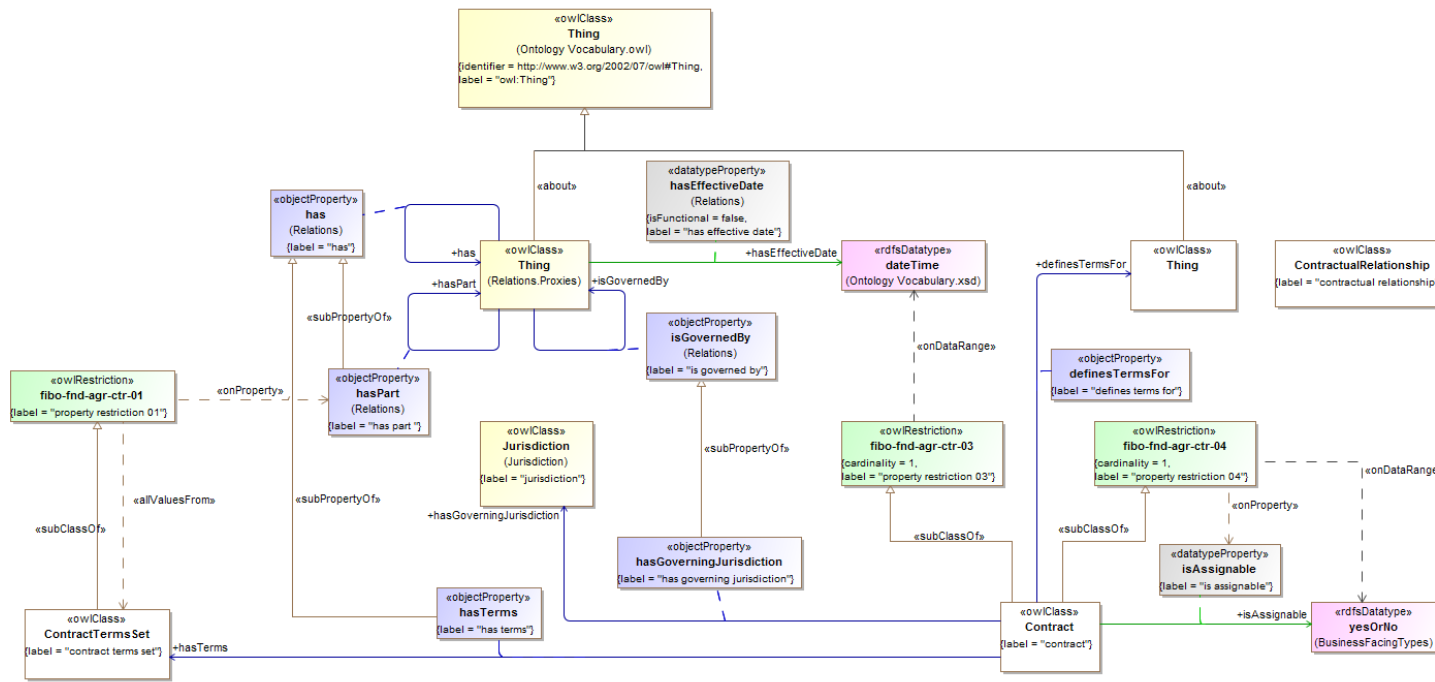 «owlClass»
Thing
(Ontology Vocabulary.owl)
{identifier = http://www.w3.org/2002/07/owl#Thing,
label = "owl:Thing"}
«about»
«about»
«datatypeProperty»
hasEffectiveDate
(Relations)
{isFunctional = false,
label = "has effective date"}
«objectProperty»
has
(Relations)
{label = "has"}
+has
«owlClass»
Thing
(Relations.Proxies)
+hasEffectiveDate
«rdfsDatatype»
dateTime
(Ontology Vocabulary.xsd)
+definesTermsFor
«owlClass»
Thing
«owlClass»
ContractualRelationship
{label = "contractual relationship
+hasPart
+isGovernedBy
«subPropertyOf»
«objectProperty»
isGovernedBy
(Relations)
{label = "is governed by"}
«onDataRange»
«objectProperty»
definesTermsFor
{label = "defines terms for"}
«owlRestriction»
fibo-fnd-agr-ctr-01
{label = "property restriction 01"}
«onProperty»
«objectProperty»
hasPart
(Relations)
{label = "has part "}
«owlClass»
Jurisdiction
(Jurisdiction)
{label = "jurisdiction"}
+hasGoverningJurisdiction
«subPropertyOf»
«owlRestriction»
fibo-fnd-agr-ctr-03
{cardinality = 1,
label = "property restriction 03"}
«owlRestriction»
fibo-fnd-agr-ctr-04
{cardinality = 1,
label = "property restriction 04"}
«onDataRange»
«allValuesFrom»
«subPropertyOf»
«subClassOf»
«subClassOf»
«subClassOf»
«onProperty»
«objectProperty»
hasGoverningJurisdiction
{label = "has governing jurisdiction"}
«datatypeProperty»
isAssignable
{label = "is assignable"}
«objectProperty»
hasTerms
{label = "has terms"}
«owlClass»
ContractTermsSet
{label = "contract terms set"}
+hasTerms
«owlClass»
Contract
{label = "contract"}
+isAssignable
«rdfsDatatype»
yesOrNo
(BusinessFacingTypes)